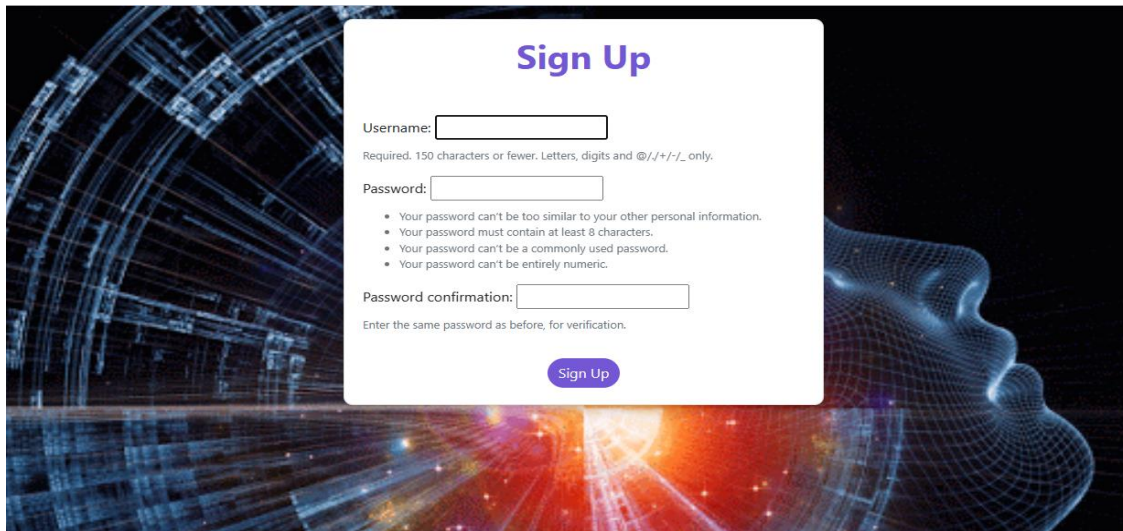 Sign Up
Username:
Required. 150 characters or fewer. Letters, digits and @/./+/-/_ only.
Password:
Your password can't be too similar to your other personal information.
Your password must contain at least 8 characters.
Your password can't be a commonly used password.
Your password can't be entirely numeric.
Password confirmation:
Enter the same password as before, for verification.
Sign Up